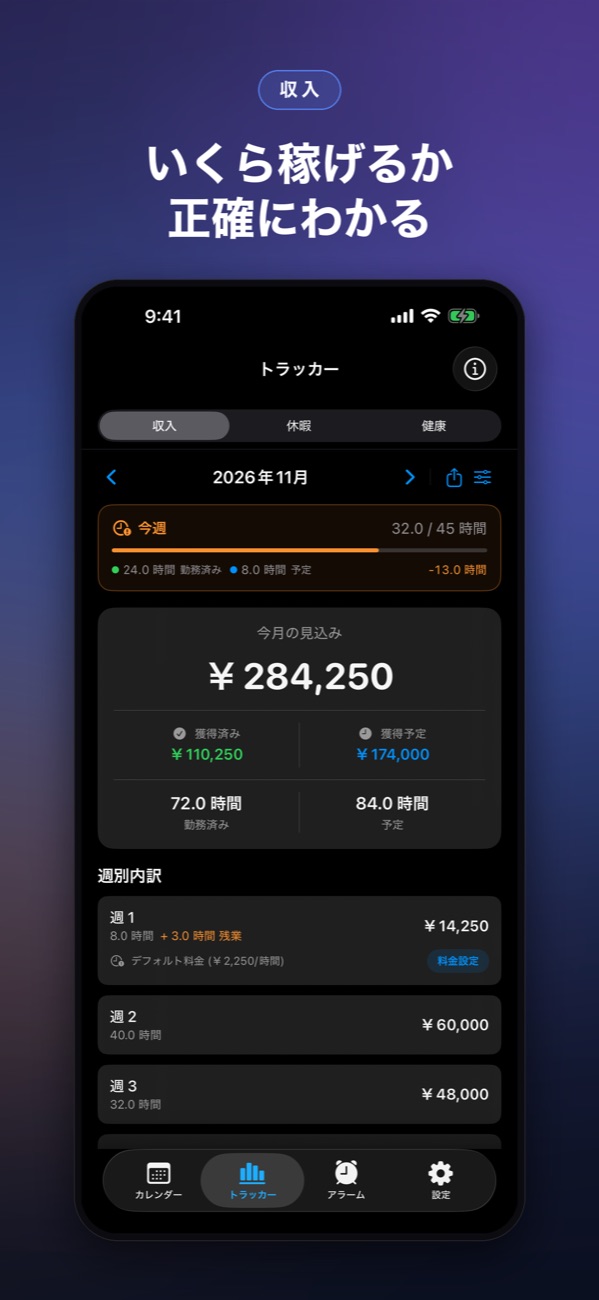 収入
いくら稼げるか
正確にわかる
9:41
トラッカー
収入 休暇 健康
2026年11月
今週 32.0 / 45 時間
24.0 時間 勤務済み 8.0 時間 予定 -13.0 時間
今月の見込み
¥ 284,250
獲得済み 獲得予定
¥ 110,250 ¥ 174,000
72.0 時間 84.0 時間
勤務済み 予定
週別内訳
週 1
8.0 時間 + 3.0 時間 残業 ¥ 14,250
デフォルト料金 (¥ 2,250/時間) 料金設定
週 2
40.0 時間 ¥ 60,000
週 3
32.0 時間 ¥ 48,000
カレンダー トラッカー アラーム 設定